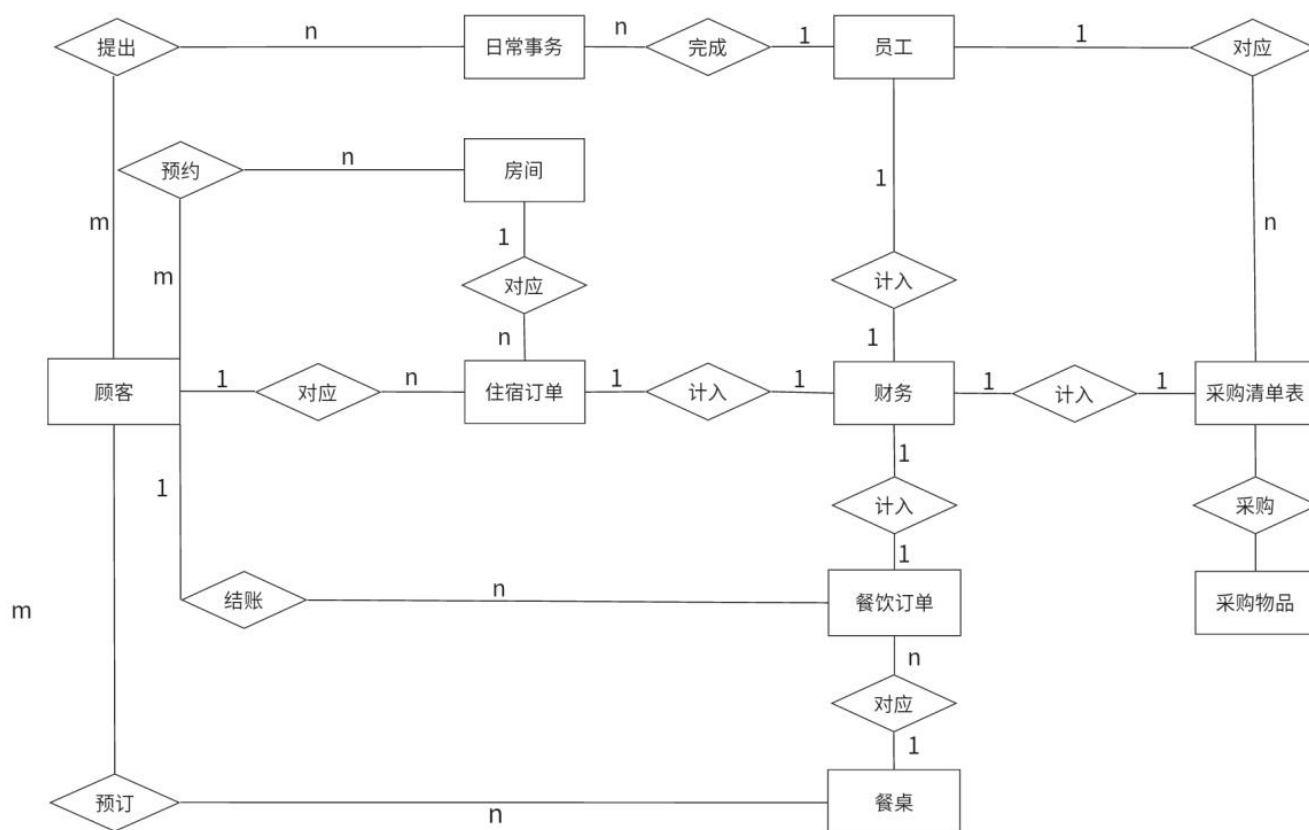 提出 n 日常事务 n 完成 1 员工 1 对应
预约 n 房间
1
m 1 n
m 1 对应 计入
n 1
顾客 1 对应 n 住宿订单 1 计入 1 财务 1 计入 1 采购清单表
1 1
计入 采购
1
结账 n 餐饮订单 采购物品
m
n
对应
1
预订 n 餐桌